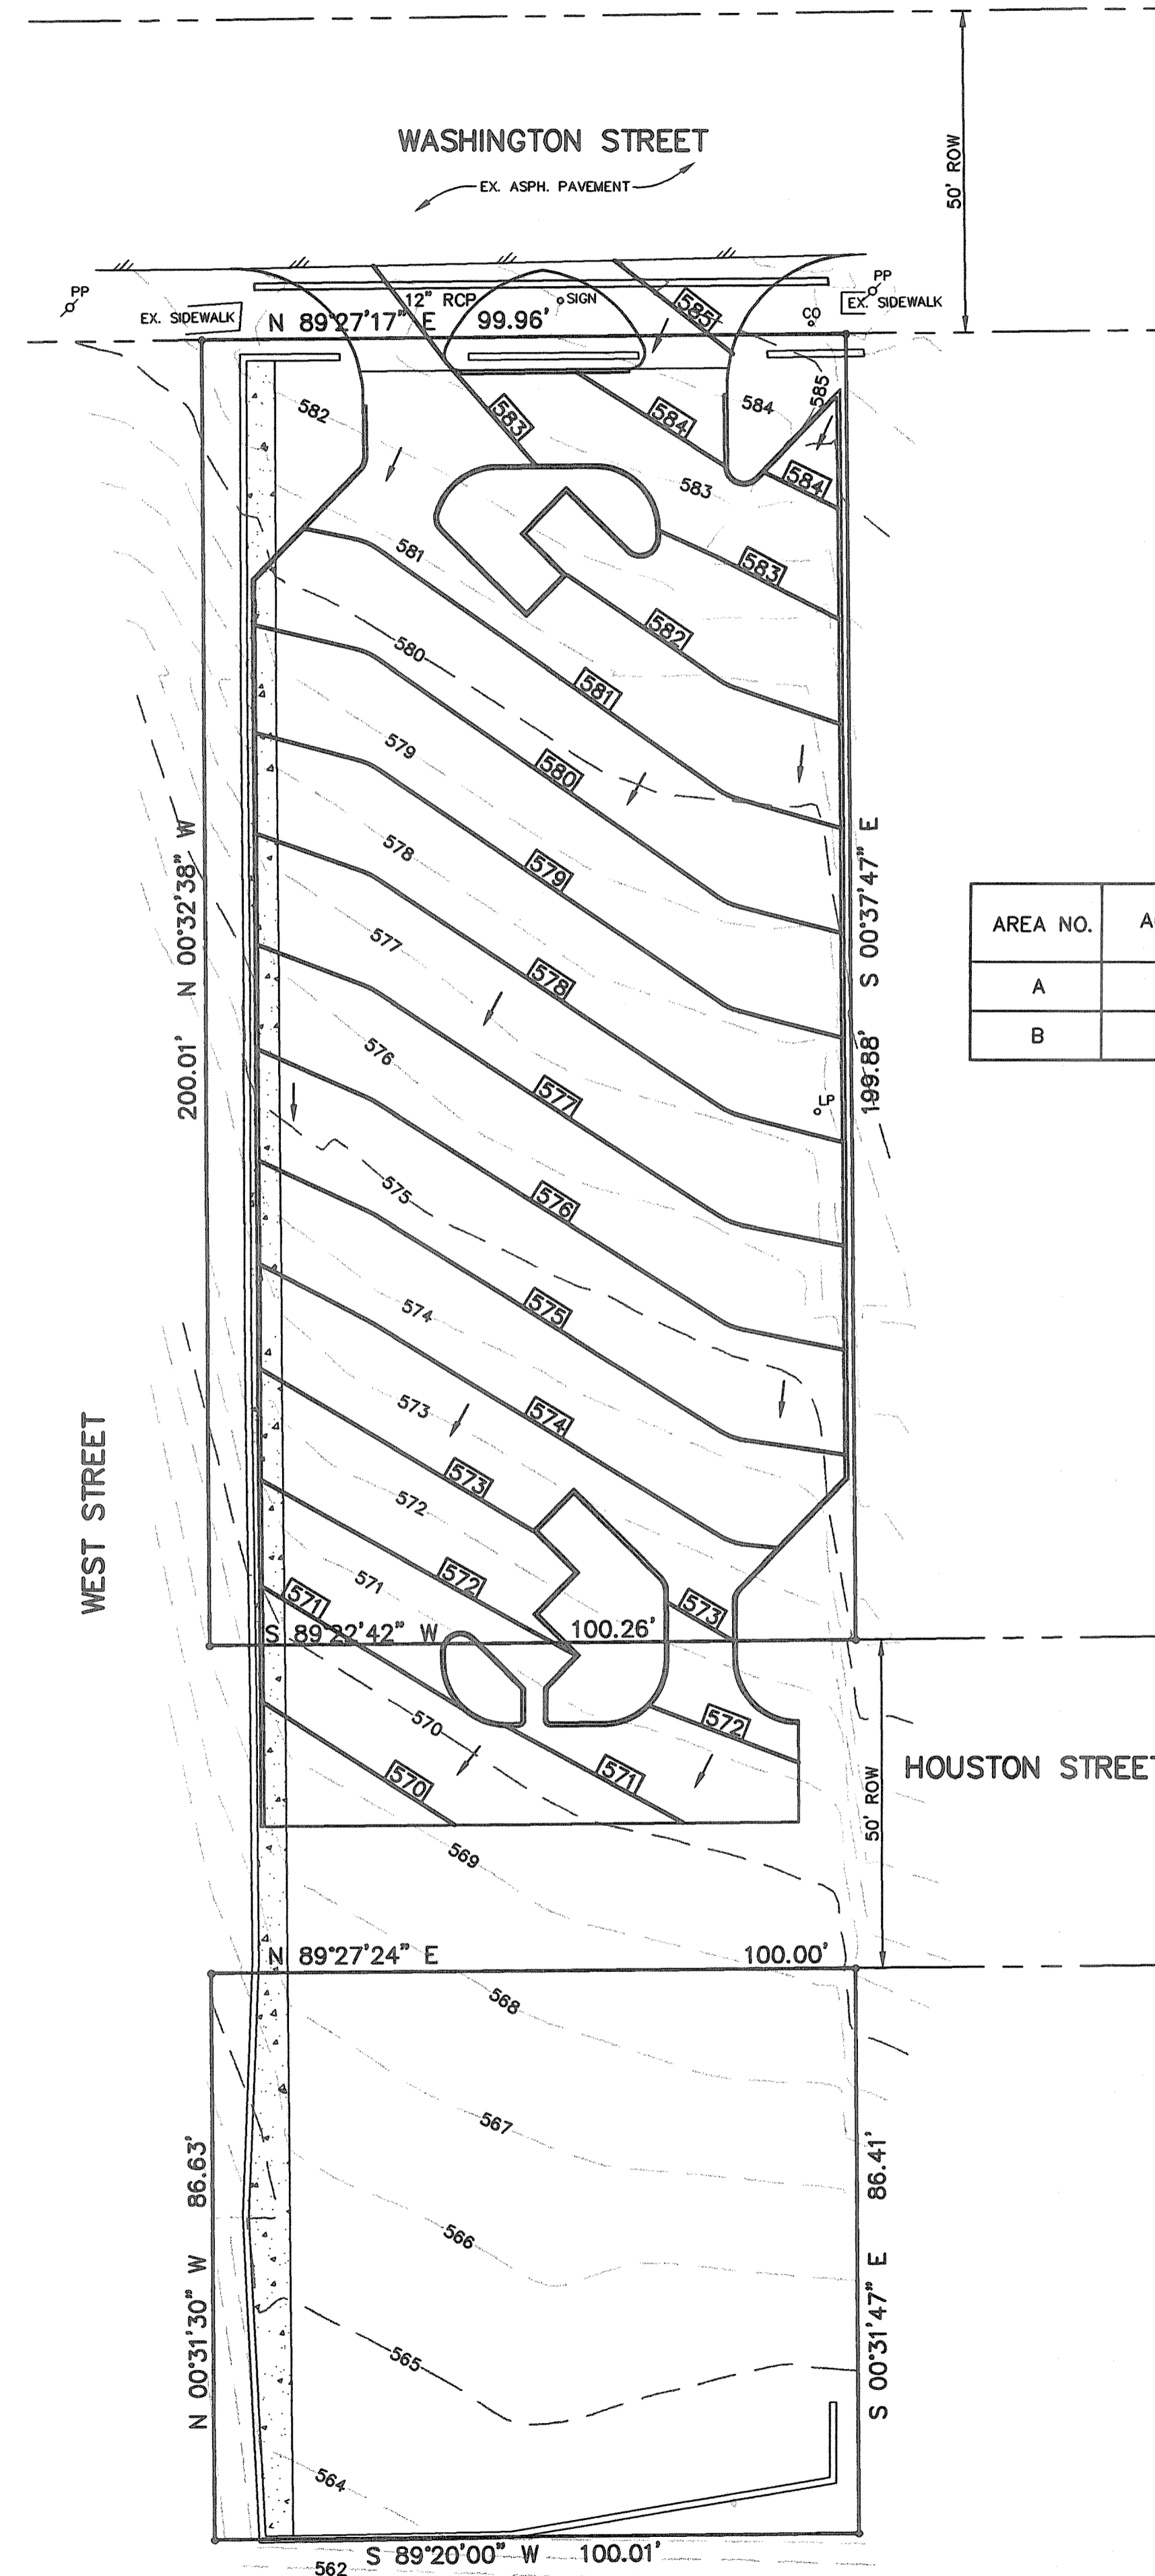 WASHINGTON STREET
EX. ASPH. PAVEMENT
50' ROW
PP
EX. SIDEWALK
12" RCP
SIGN
585
CO
PP
EX. SIDEWALK
N 89°27'17" E 99.96'
582
583
584
584
585
583
584
581
583
580
582
581
579
580
578
579
577
578
N 00°32'38" W
200.01'
S 00°37'47" E
199.88'
AREA NO.
A
B
576
577
LP
575
576
574
575
573
574
WEST STREET
572
573
571
572
571
573
S 89°22'42" W 100.26'
570
572
570
571
HOUSTON STREET
50' ROW
569
N 89°27'24" E 100.00'
568
567
N 00°31'30" W 86.63'
S 00°31'47" E 86.41'
566
565
564
S 89°20'00" W 100.01'
562